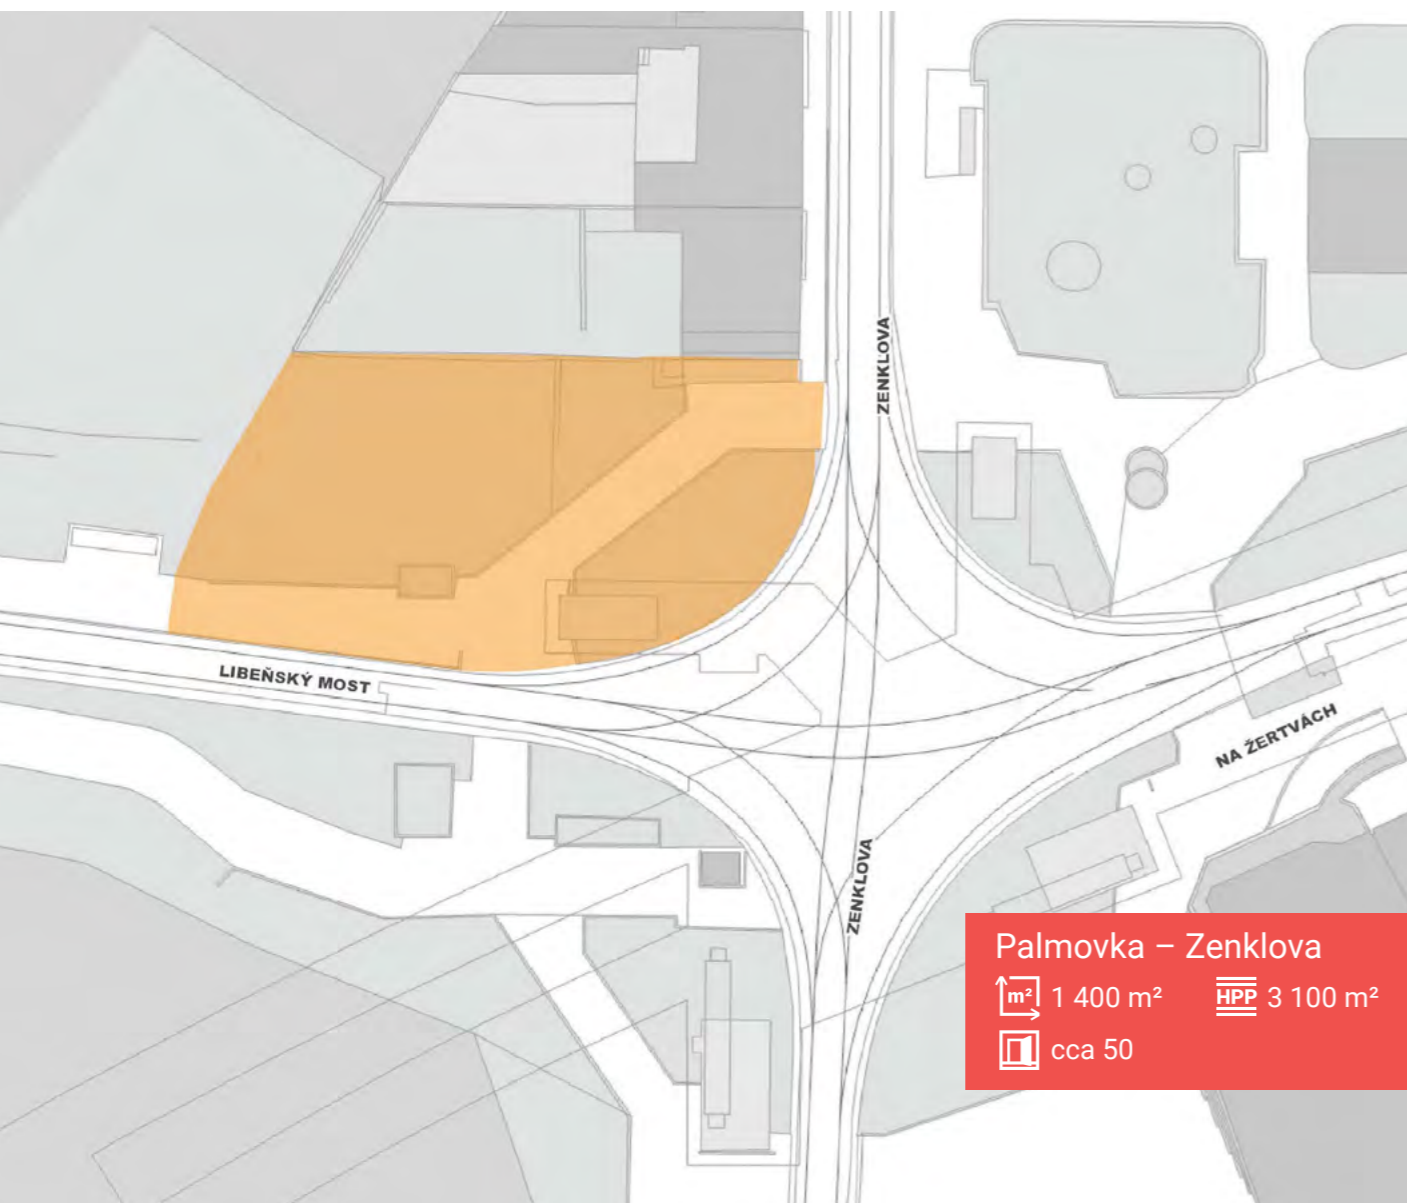 ZENKLOVA
LIBEŇSKÝ MOST
NA ŽERTVÁCH
ZENKLOVA
Palmovka – Zenklova
m² 1 400 m² HPP 3 100 m²
cca 50